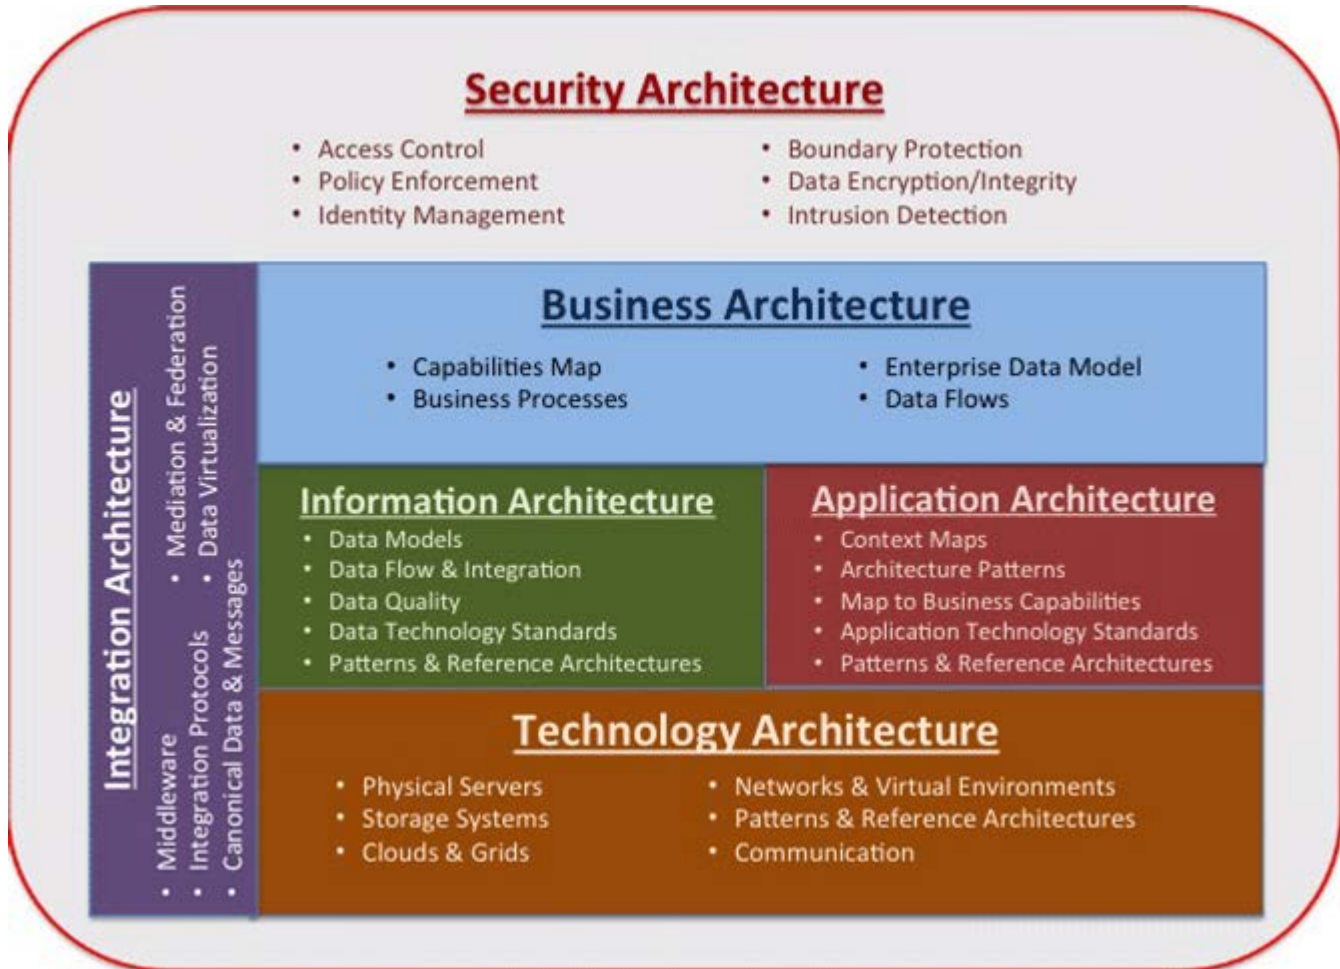 Security Architecture
• Access Control
• Policy Enforcement
• Identity Management
• Boundary Protection
• Data Encryption/Integrity
• Intrusion Detection
Integration Architecture
• Middleware
• Integration Protocols
• Canonical Data & Messages
• Mediation & Federation
• Data Virtualization
Business Architecture
• Capabilities Map
• Business Processes
• Enterprise Data Model
• Data Flows
Information Architecture
• Data Models
• Data Flow & Integration
• Data Quality
• Data Technology Standards
• Patterns & Reference Architectures
Application Architecture
• Context Maps
• Architecture Patterns
• Map to Business Capabilities
• Application Technology Standards
• Patterns & Reference Architectures
Technology Architecture
• Physical Servers
• Storage Systems
• Clouds & Grids
• Networks & Virtual Environments
• Patterns & Reference Architectures
• Communication